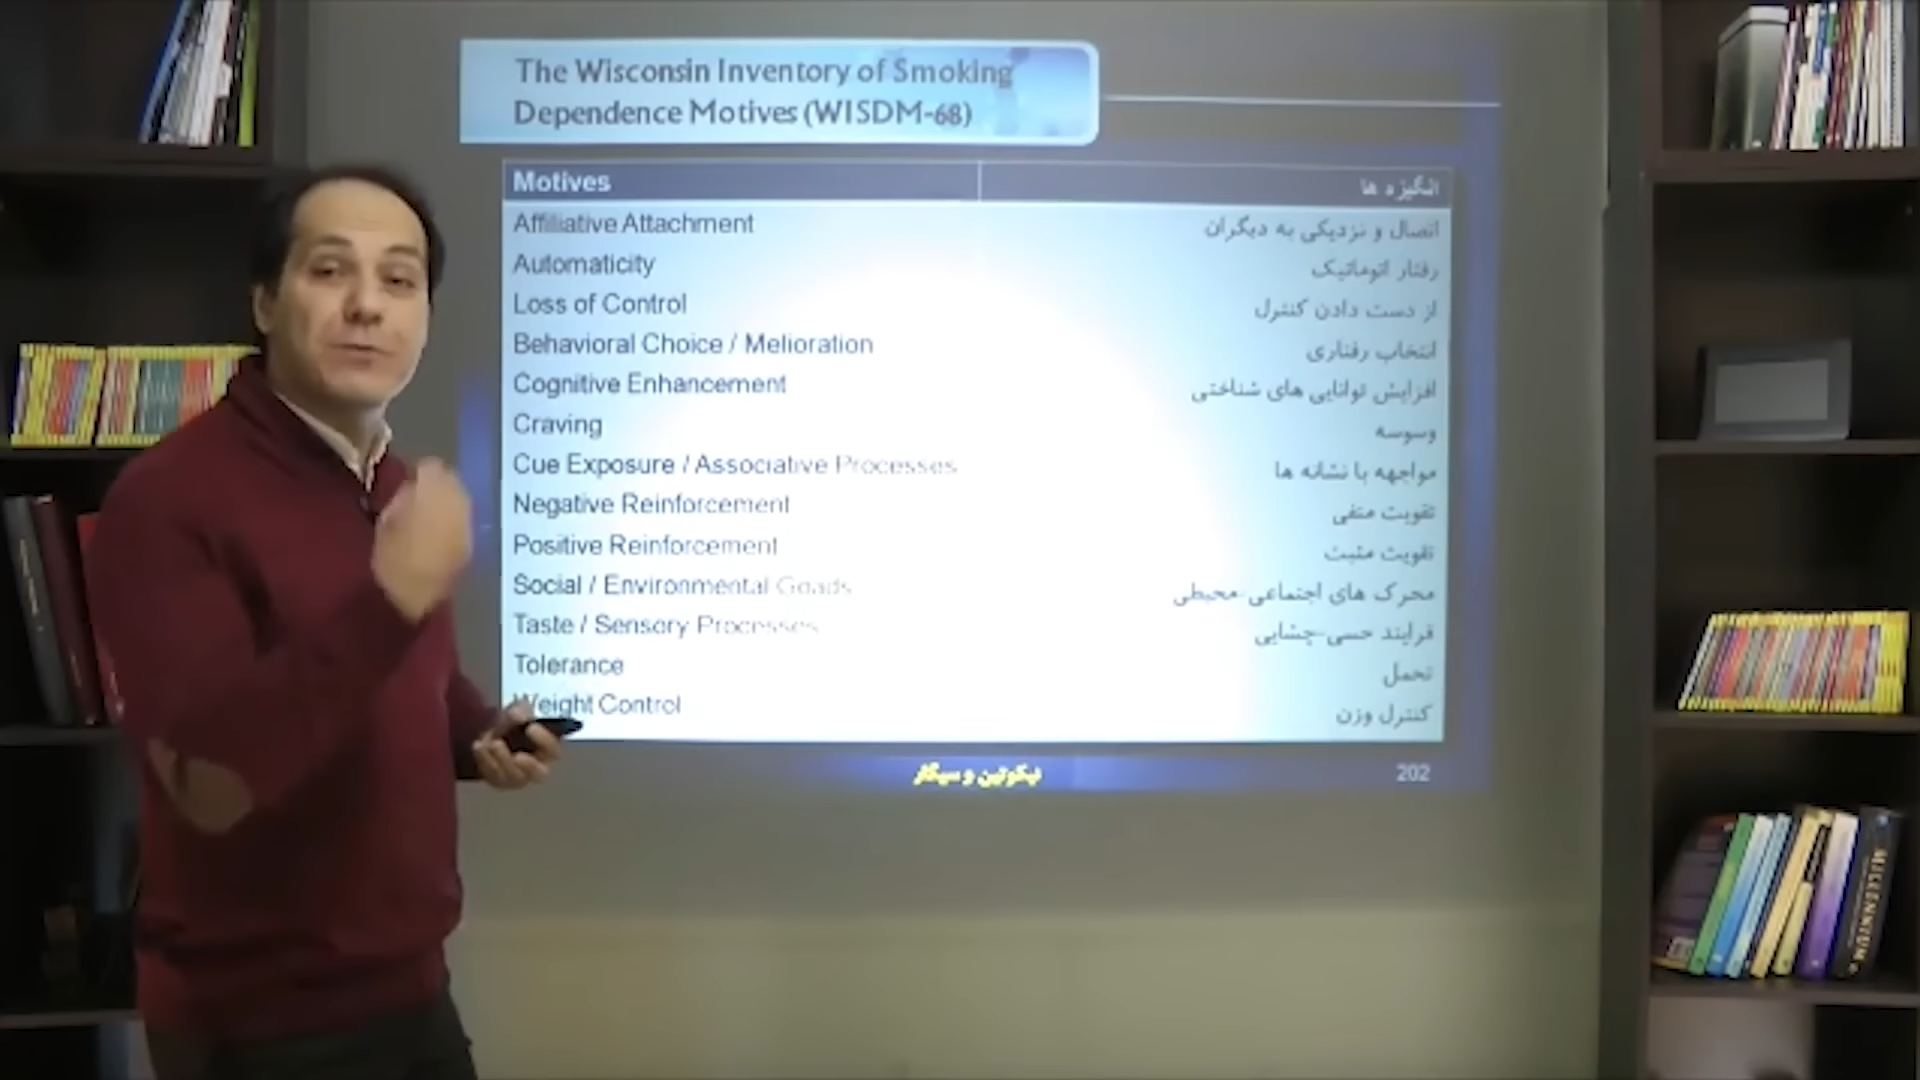 The Wisconsin Inventory of Smoking
Dependence Motives (WISDM-68)
Motives انگیزه ها
Affiliative Attachment اتصال و نزدیکی به دیگران
Automaticity رفتار اتوماتیک
Loss of Control از دست دادن کنترل
Behavioral Choice / Melioration انتخاب رفتاری
Cognitive Enhancement افزایش توانایی های شناختی
Craving وسوسه
Cue Exposure / Associative Processes مواجهه با نشانه ها
Negative Reinforcement تقویت منفی
Positive Reinforcement تقویت مثبت
Social / Environmental Goads محرک های اجتماعی-محیطی
Taste / Sensory Processes فرایند حسی-چشایی
Tolerance تحمل
Weight Control کنترل وزن
نیکوتین و سیگار
202
MILLENNIUM